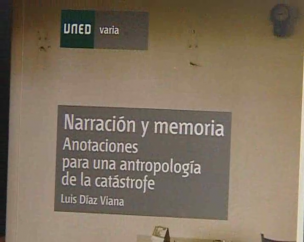 UNED varia
Narración y memoria
Anotaciones
para una antropología
de la catástrofe
Luis Díaz Viana